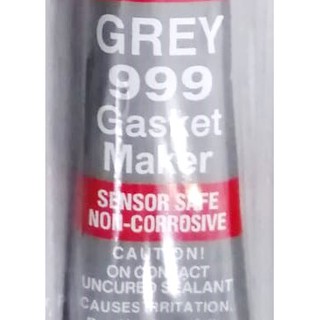 GREY
999
Gasket
Maker
SENSOR SAFE
NON-CORROSIVE
CAUTION!
ON CONTACT
UNCURED SEALANT
CAUSES IRRITATION.